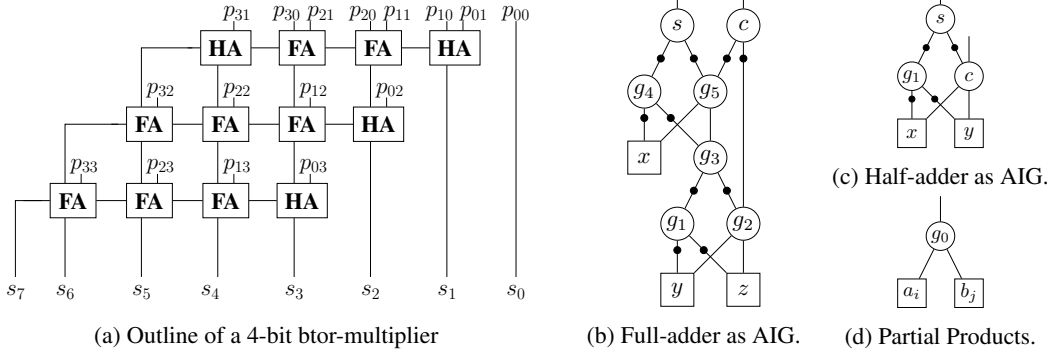 p31 p30 p21 p20 p11 p10 p01 p00
HA FA FA HA
p32 p22 p12 p02
FA FA FA HA
p33 p23 p13 p03
FA FA FA HA
s7 s6 s5 s4 s3 s2 s1 s0
(a) Outline of a 4-bit btor-multiplier
s c
g4 g5
x g3
g1 g2
y z
(b) Full-adder as AIG.
s
g1 c
x y
(c) Half-adder as AIG.
g0
ai bj
(d) Partial Products.